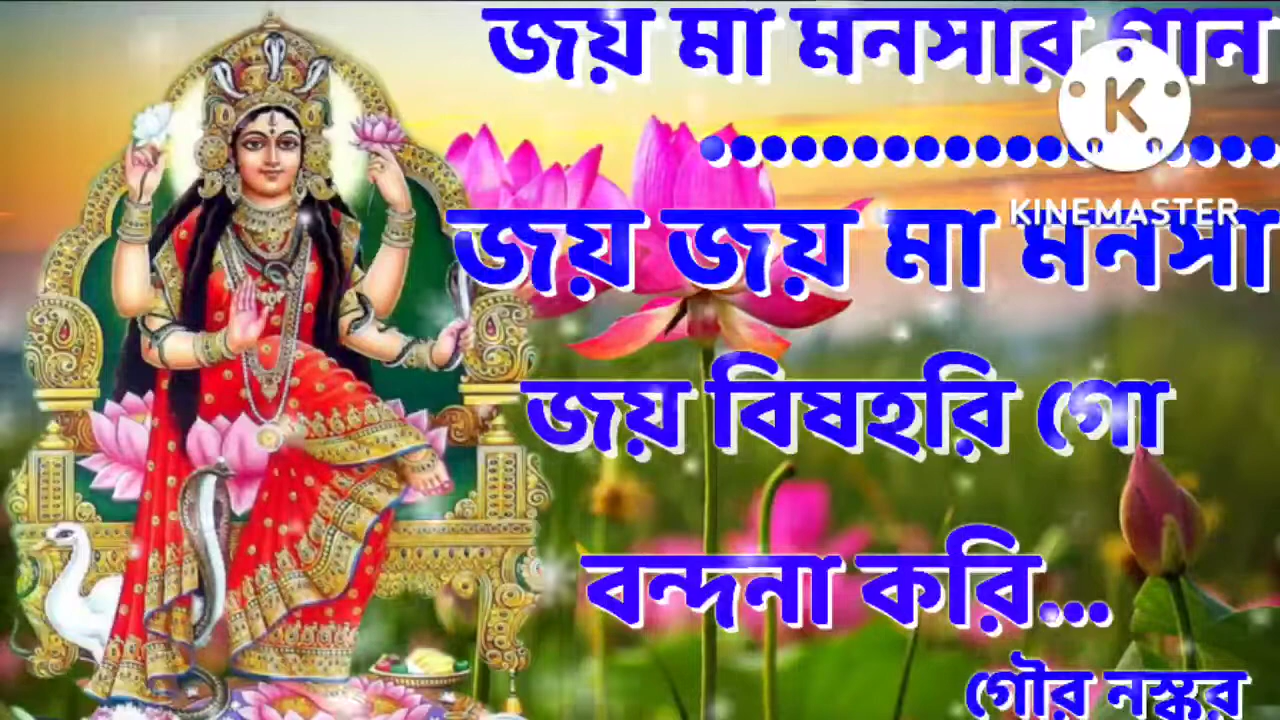 জয় মা মনসার গান
জয় জয় মা মনসা
জয় বিষহরি গো
বন্দনা করি...
গৌর নস্কর
K
KINEMASTER